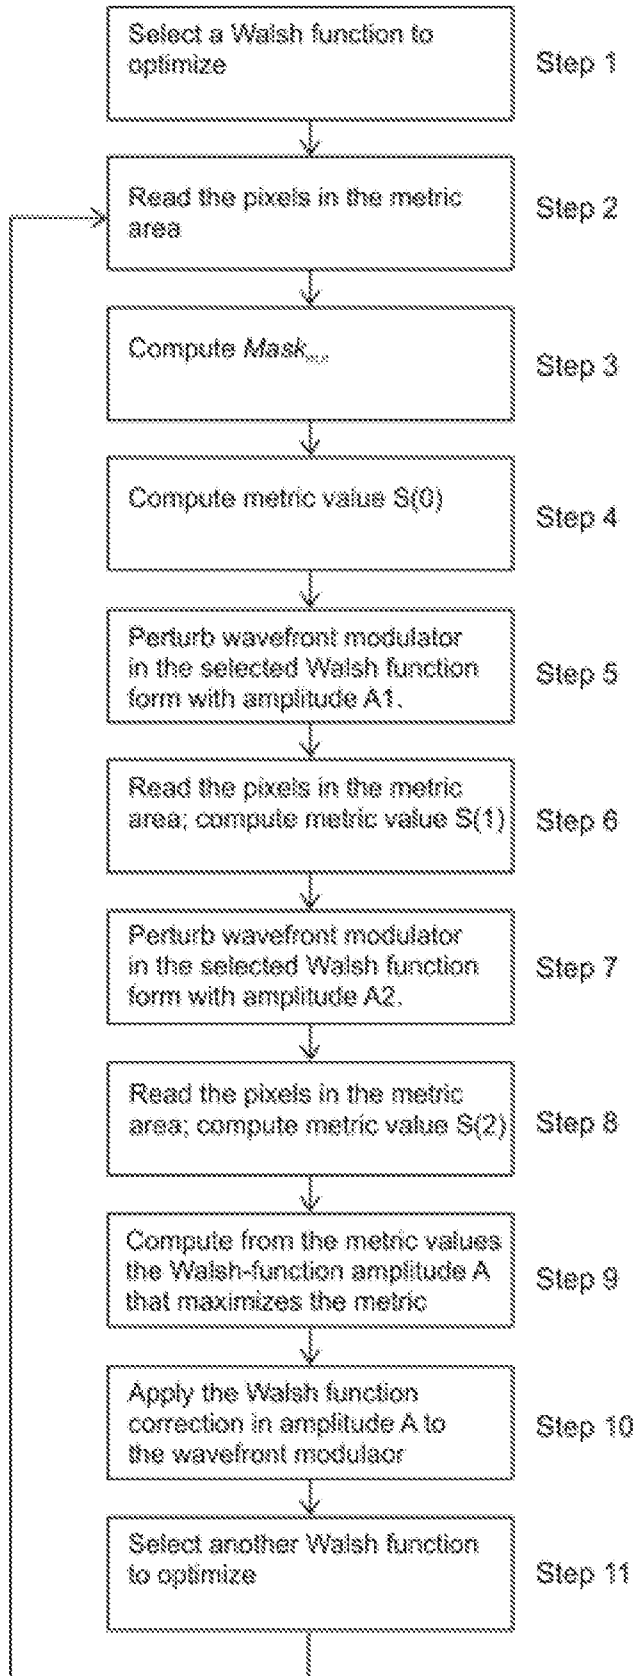 Select a Walsh function to
optimize
Step 1
Read the pixels in the metric
area
Step 2
Compute Mask
Step 3
Compute metric value S(0)
Step 4
Perturb wavefront modulator
in the selected Walsh function
form with amplitude A1.
Step 5
Read the pixels in the metric
area; compute metric value S(1)
Step 6
Perturb wavefront modulator
in the selected Walsh function
form with amplitude A2.
Step 7
Read the pixels in the metric
area; compute metric value S(2)
Step 8
Compute from the metric values
the Walsh-function amplitude A
that maximizes the metric
Step 9
Apply the Walsh function
correction in amplitude A to
the wavefront modulaor
Step 10
Select another Walsh function
to optimize
Step 11